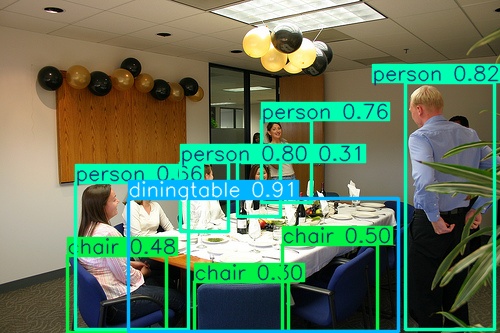 person 0.82
person 0.76
person 0.80 0.31
person 0.66
diningtable 0.91
chair 0.50
chair 0.48
chair 0.30